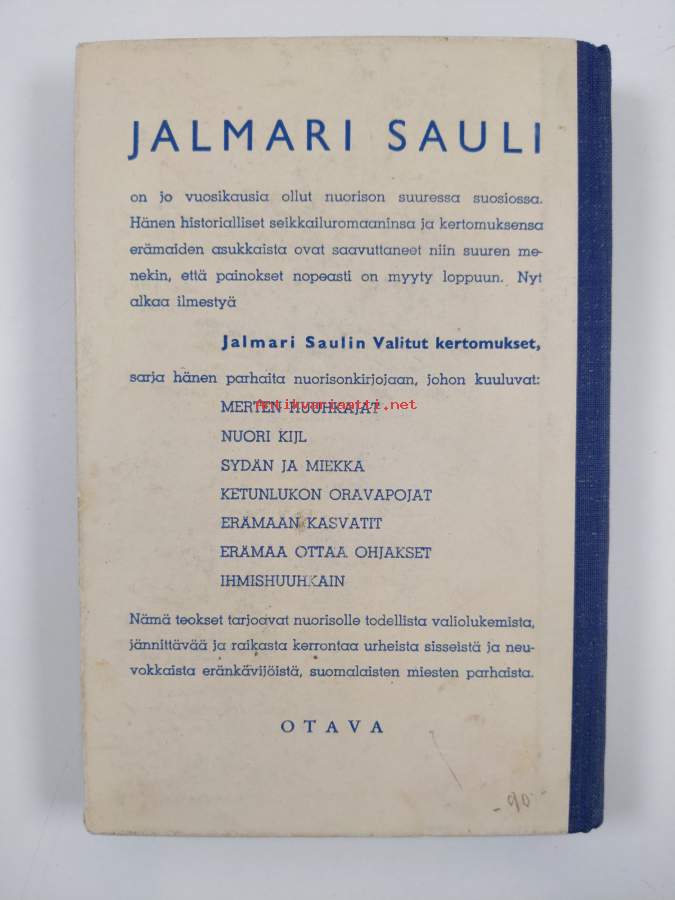 JALMARI SAULI
on jo vuosikausia ollut nuorison suuressa suosiossa.
Hänen historialliset seikkailuromaaninsa ja kertomuksensa
erämaiden asukkaista ovat saavuttaneet niin suuren me-
nekin, että painokset nopeasti on myyty loppuun. Nyt
alkaa ilmestyä
Jalmari Saulin Valitut kertomukset,
sarja hänen parhaita nuorisonkirjojaan, johon kuuluvat:
MERTEN HUUHKAJAT
Antikvariaatti.net
NUORI KIJL
SYDÄN JA MIEKKA
KETUNLUKON ORAVAPOJAT
ERÄMAAN KASVATIT
ERÄMAA OTTAA OHJAKSET
IHMISHUUHKAIN
Nämä teokset tarjoavat nuorisolle todellista valiolukemista,
jännittävää ja raikasta kerrontaa urheista sisseistä ja neu-
vokkaista eränkävijöistä, suomalaisten miesten parhaista.
OTAVA
- 90 -